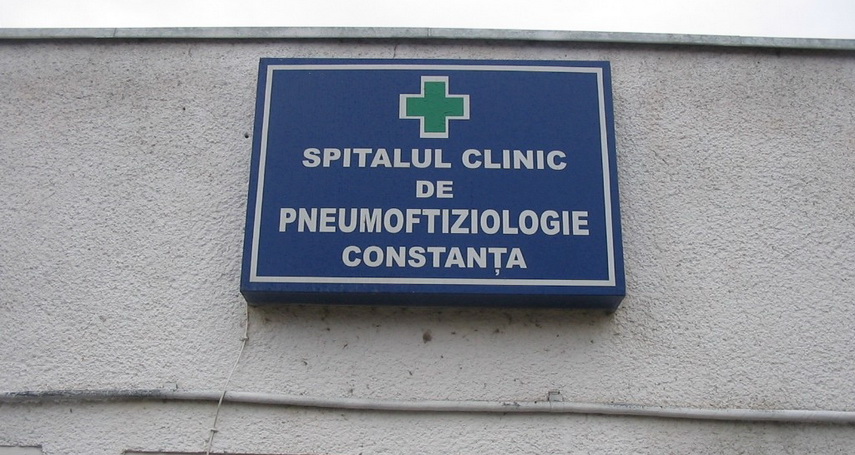 SPITALUL CLINIC
DE
PNEUMOFTIZIOLOGIE
CONSTANȚA